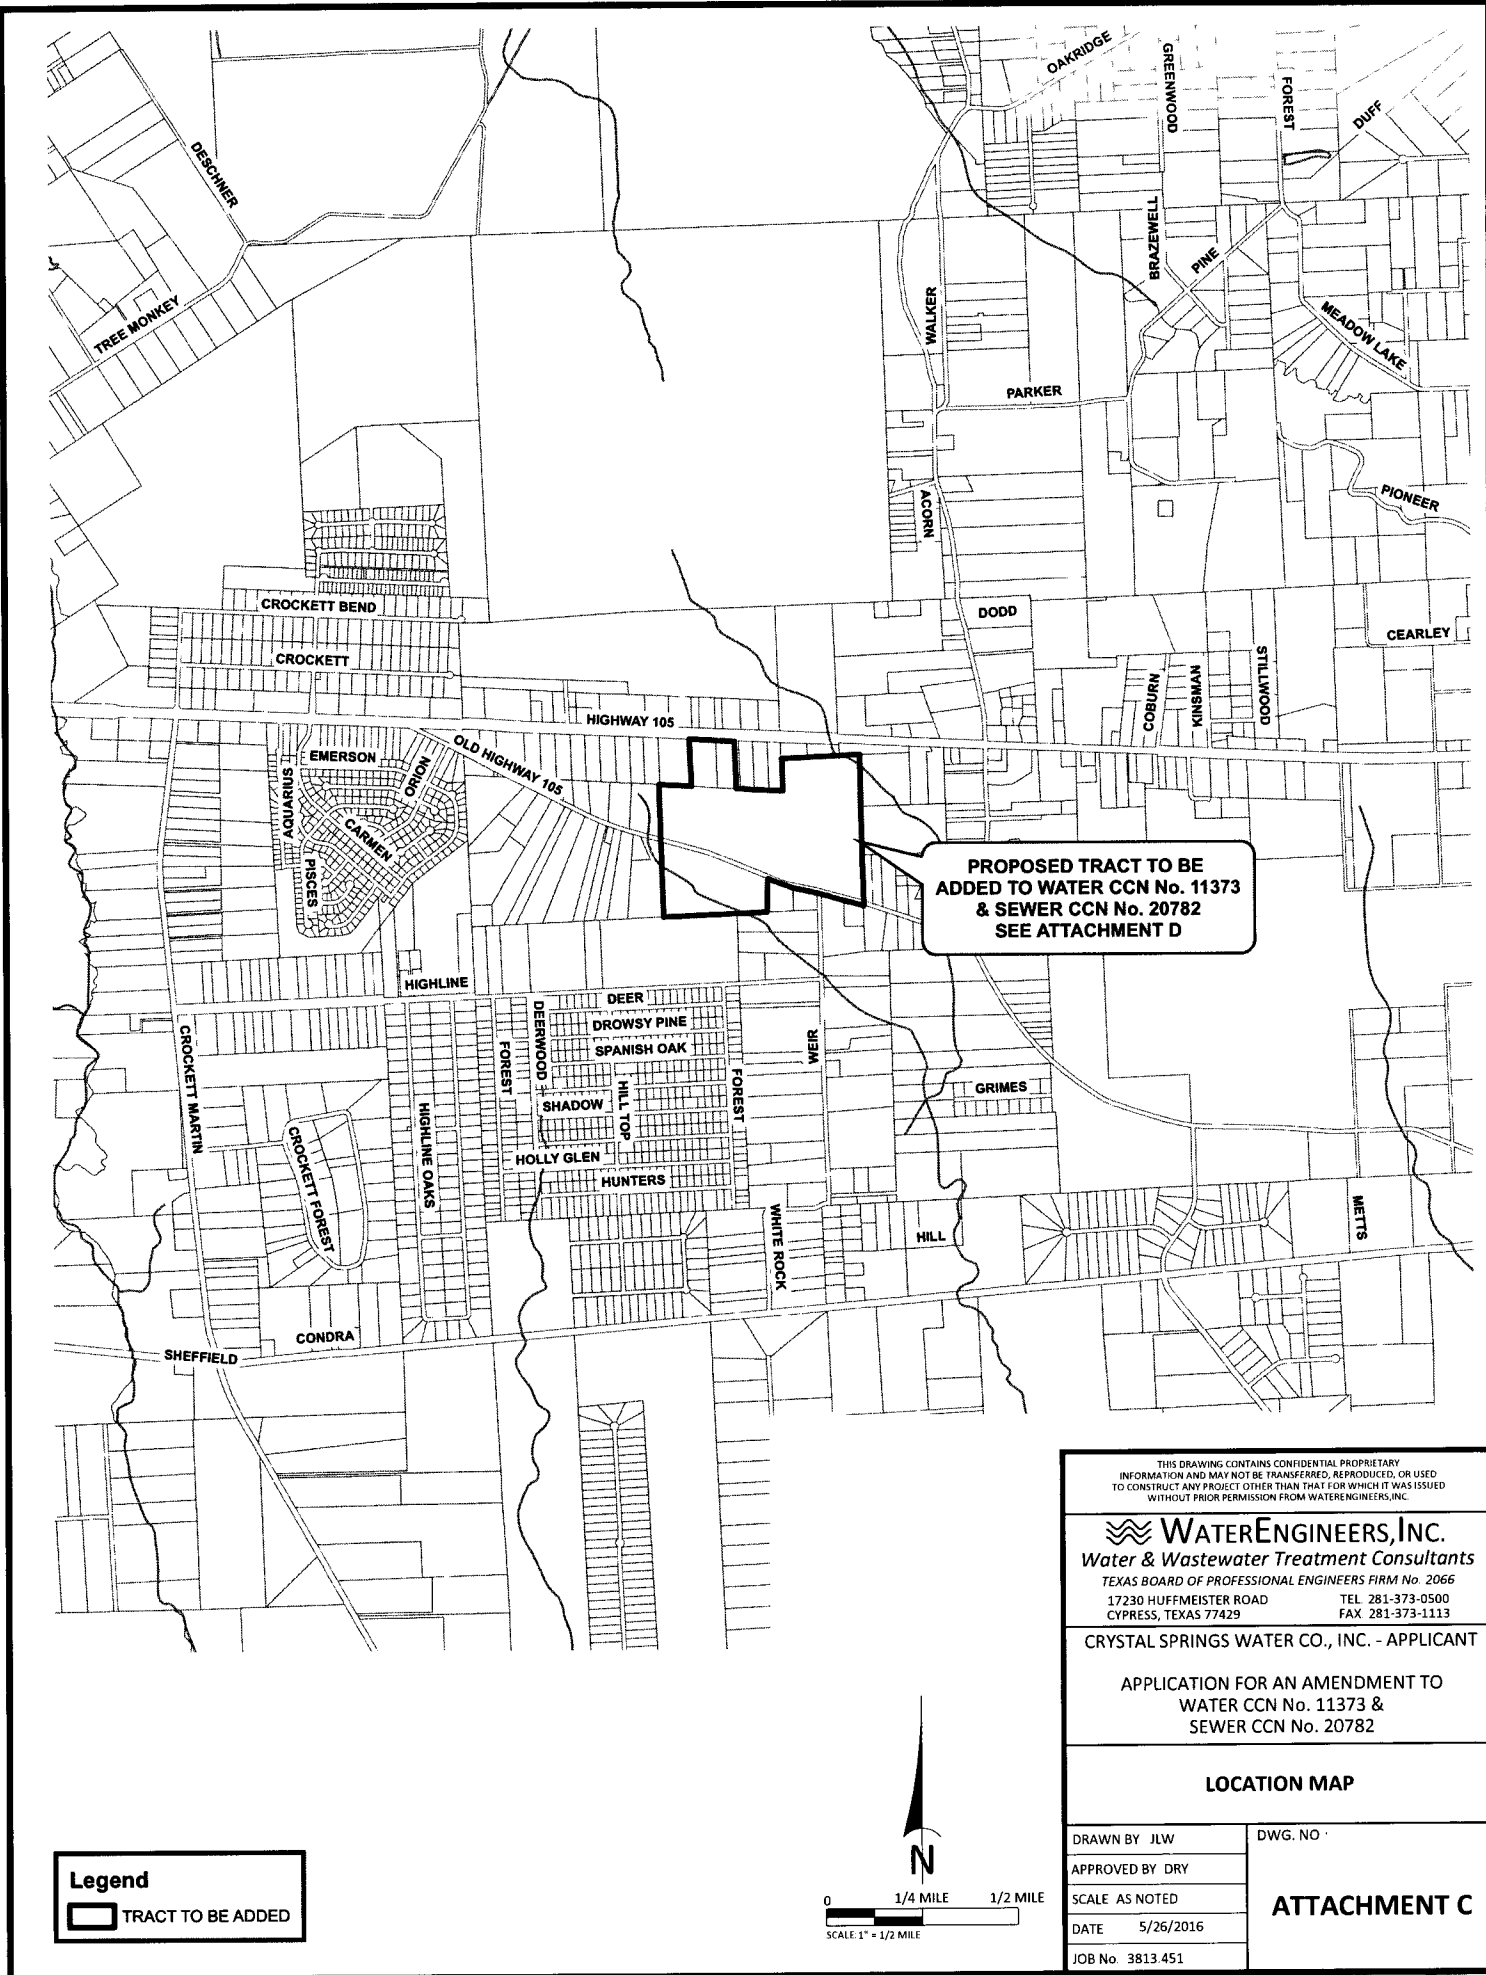 OAKRIDGE
GREENWOOD
FOREST
DUFF
DESCHNER
BRAZEWELL
PINE
TREE MONKEY
WALKER
MEADOW LAKE
PARKER
ACORN
PIONEER
CROCKETT BEND
DODD
CEARLEY
CROCKETT
COBURN
KINSMAN
STILLWOOD
HIGHWAY 105
EMERSON
OLD HIGHWAY 105
AQUARIUS
ORION
CARMEN
PISCES
PROPOSED TRACT TO BE
ADDED TO WATER CCN No. 11373
& SEWER CCN No. 20782
SEE ATTACHMENT D
HIGHLINE
DEER
DEERWOOD
DROWSY PINE
CROCKETT MARTIN
FOREST
SPANISH OAK
WEIR
HILL TOP
FOREST
GRIMES
SHADOW
HIGHLINE OAKS
CROCKETT FOREST
HOLLY GLEN
HUNTERS
WHITE ROCK
HILL
METTS
CONDRA
SHEFFIELD
THIS DRAWING CONTAINS CONFIDENTIAL PROPRIETARY
INFORMATION AND MAY NOT BE TRANSFERRED, REPRODUCED, OR USED
TO CONSTRUCT ANY PROJECT OTHER THAN THAT FOR WHICH IT WAS ISSUED
WITHOUT PRIOR PERMISSION FROM WATERENGINEERS,INC.
WATERENGINEERS,INC.
Water & Wastewater Treatment Consultants
TEXAS BOARD OF PROFESSIONAL ENGINEERS FIRM No. 2066
17230 HUFFMEISTER ROAD TEL. 281-373-0500
CYPRESS, TEXAS 77429 FAX 281-373-1113
CRYSTAL SPRINGS WATER CO., INC. - APPLICANT
APPLICATION FOR AN AMENDMENT TO
WATER CCN No. 11373 &
SEWER CCN No. 20782
LOCATION MAP
DRAWN BY JLW
DWG. NO
APPROVED BY DRY
SCALE AS NOTED
ATTACHMENT C
DATE 5/26/2016
JOB No. 3813.451
N
0 1/4 MILE 1/2 MILE
SCALE: 1" = 1/2 MILE
Legend
TRACT TO BE ADDED